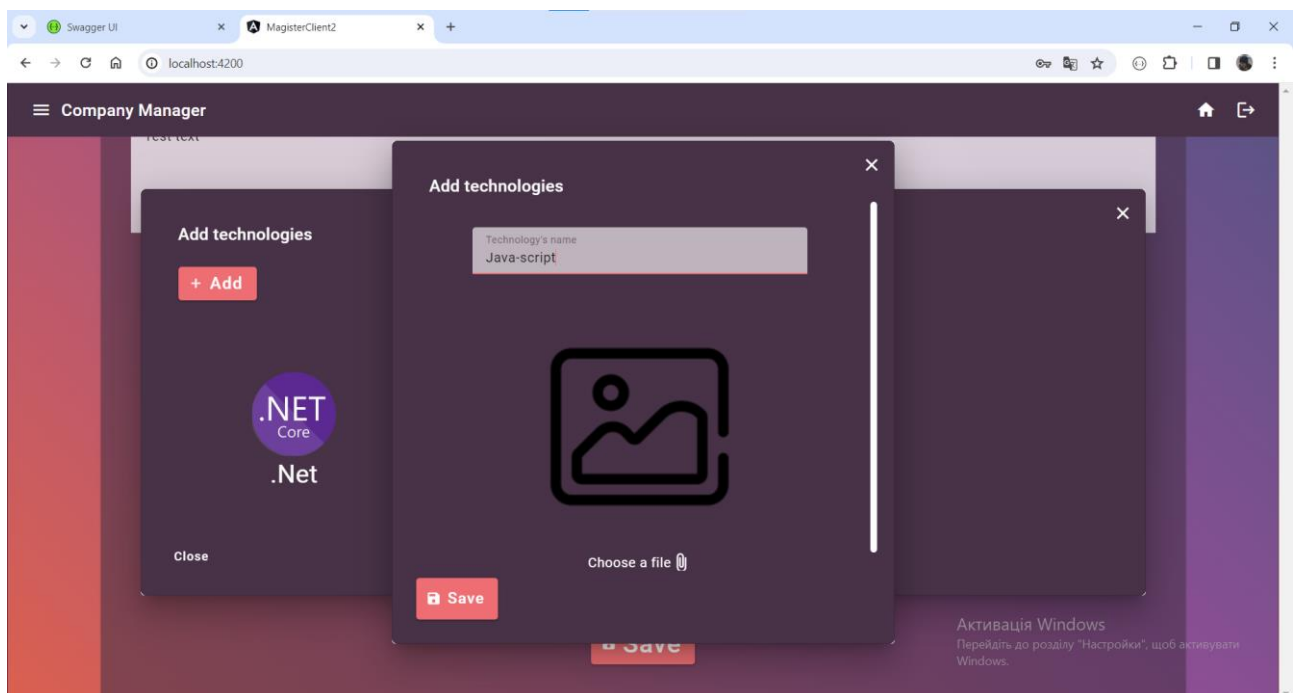 Swagger UI
MagisterClient2
localhost:4200
Company Manager
Test text
Add technologies
Technology's name
Java-script
Choose a file
Save
Add technologies
+ Add
.NET
Core
.Net
Close
Save
Активація Windows
Перейдіть до розділу "Настройки", щоб активувати
Windows.